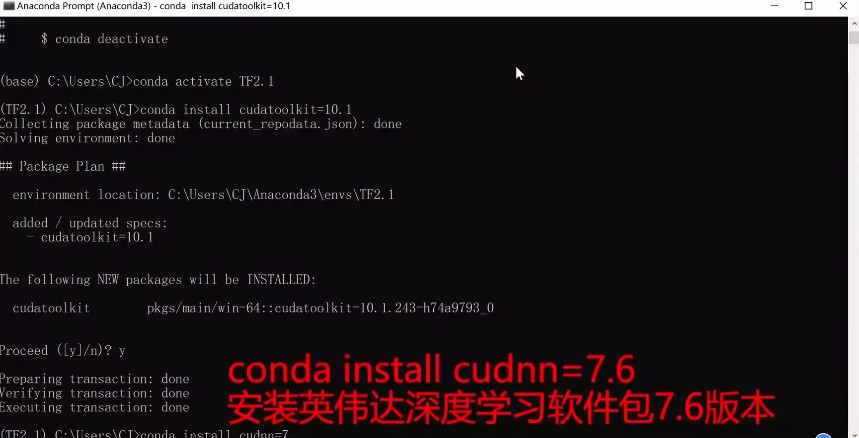 Anaconda Prompt (Anaconda3) - conda  install cudatoolkit=10.1
#
#     $ conda deactivate
(base) C:\Users\CJ>conda activate TF2.1
(TF2.1) C:\Users\CJ>conda install cudatoolkit=10.1
Collecting package metadata (current_repodata.json): done
Solving environment: done
## Package Plan ##
environment location: C:\Users\CJ\Anaconda3\envs\TF2.1
added / updated specs:
- cudatoolkit=10.1
The following NEW packages will be INSTALLED:
cudatoolkit        pkgs/main/win-64::cudatoolkit-10.1.243-h74a9793_0
Proceed ([y]/n)? y
Preparing transaction: done
Verifying transaction: done
Executing transaction: done
(TF2.1) C:\Users\CJ>conda install cudnn=7
conda install cudnn=7.6
安装英伟达深度学习软件包7.6版本